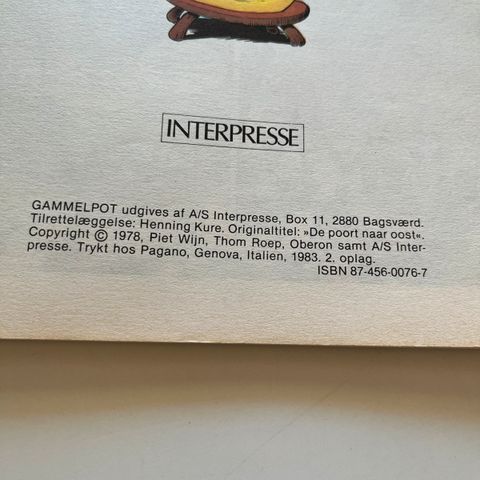 INTERPRESSE
GAMMELPOT udgives af A/S Interpresse, Box 11, 2880 Bagsværd.
Tilrettelæggelse: Henning Kure. Originaltitel: »De poort naar oost«.
Copyright © 1978, Piet Wijn, Thom Roep, Oberon samt A/S Inter-
presse. Trykt hos Pagano, Genova, Italien, 1983. 2. oplag.
ISBN 87-456-0076-7